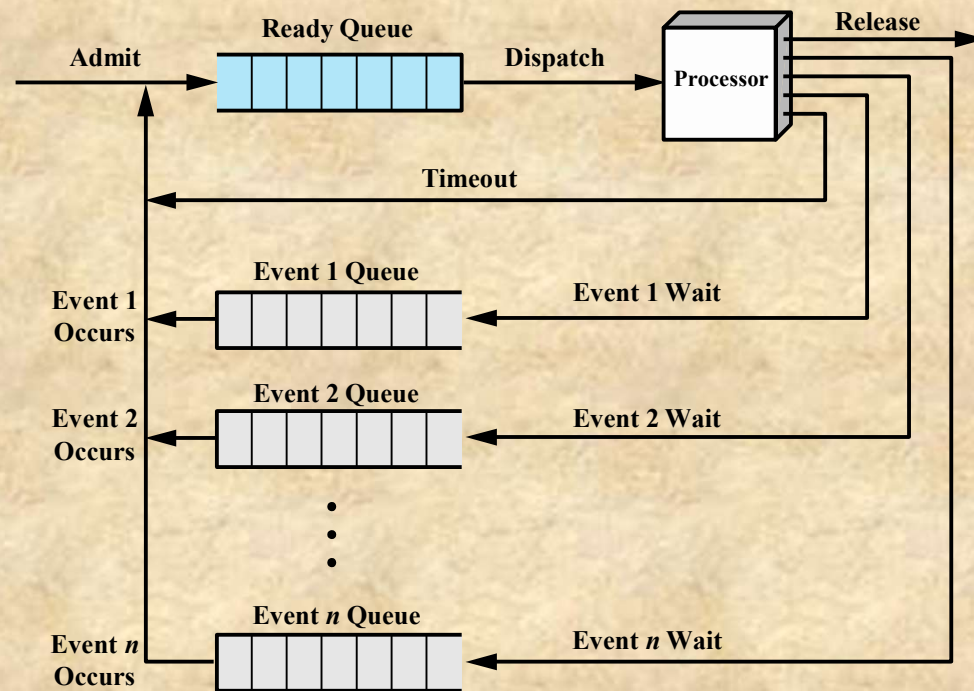 Ready Queue
Release
Admit
Dispatch
Processor
Timeout
Event 1 Queue
Event 1
Occurs
Event 1 Wait
Event 2 Queue
Event 2
Occurs
Event 2 Wait
Event n Queue
Event n
Occurs
Event n Wait